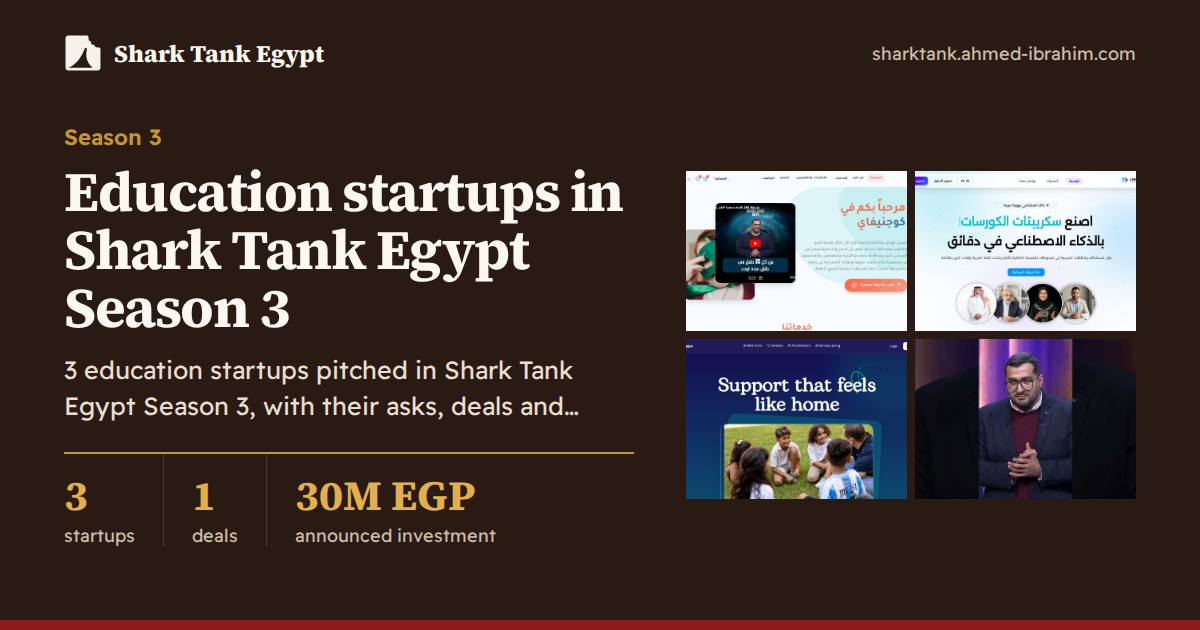 Shark Tank Egypt
sharktank.ahmed-ibrahim.com
Season 3
Education startups in
Shark Tank Egypt
Season 3
3 education startups pitched in Shark Tank
Egypt Season 3, with their asks, deals and…
3
startups
1
deals
30M EGP
announced investment
مرحباً بكم في
كوجنيفاي
خدماتنا
اصنع سكريبتات الكورسات
بالذكاء الاصطناعي في دقائق
Support that feels
like home